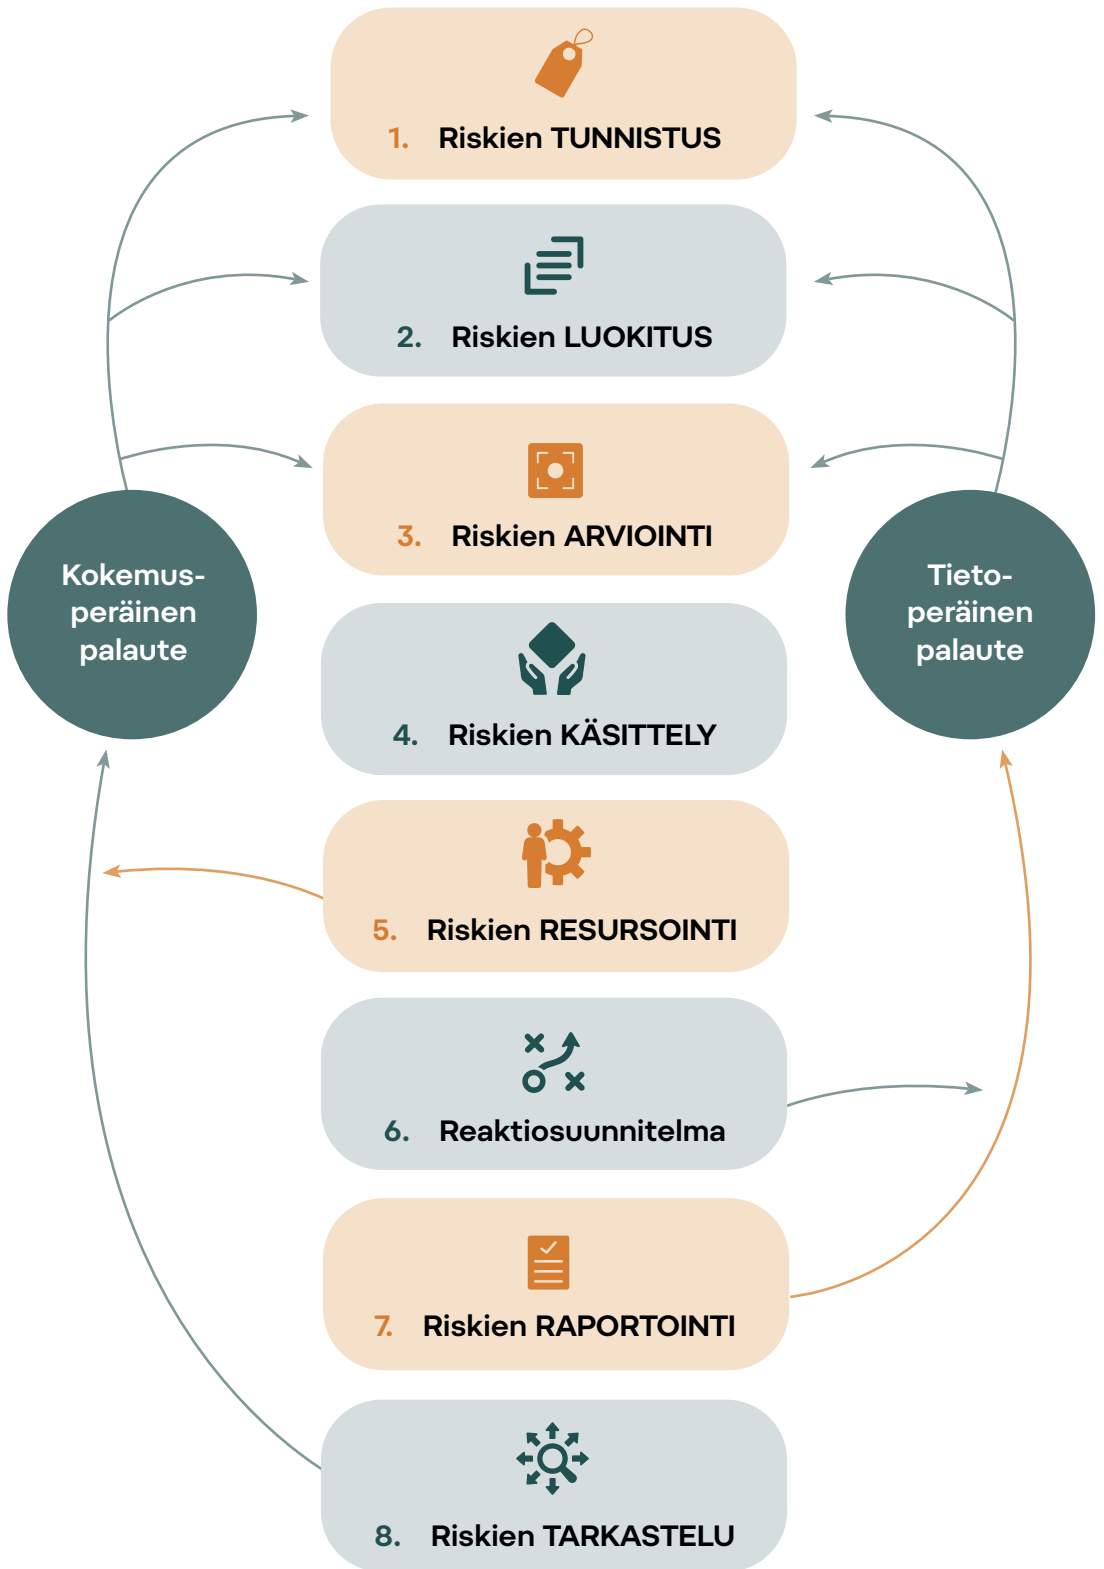 1. Riskien TUNNISTUS
2. Riskien LUOKITUS
3. Riskien ARVIOINTI
Kokemus-
peräinen
palaute
Tieto-
peräinen
palaute
4. Riskien KÄSITTELY
5. Riskien RESURSOINTI
6. Reaktiosuunnitelma
7. Riskien RAPORTOINTI
8. Riskien TARKASTELU